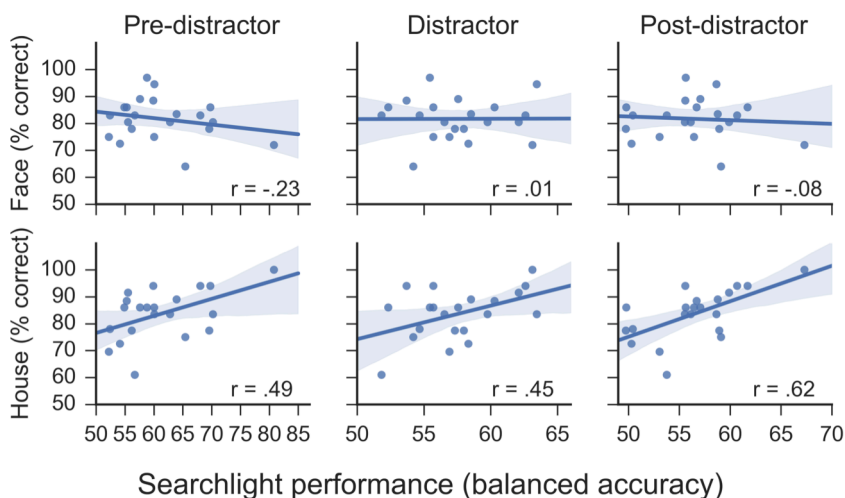 Pre-distractor Distractor Post-distractor
Face (% correct)
100
90
80
70
60
50
r = -.23
r = .01
r = -.08
House (% correct)
100
90
80
70
60
50
r = .49
r = .45
r = .62
50 55 60 65 70 75 80 85 50 55 60 65 50 55 60 65 70
Searchlight performance (balanced accuracy)